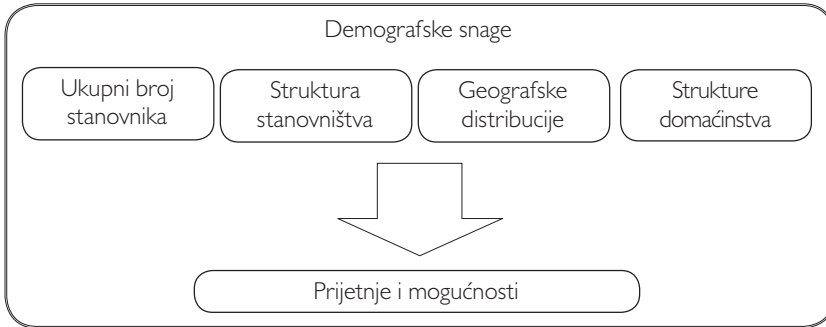 Demografske snage
Ukupni broj
stanovnika
Struktura
stanovništva
Geografske
distribucije
Strukture
domaćinstva
Prijetnje i mogućnosti